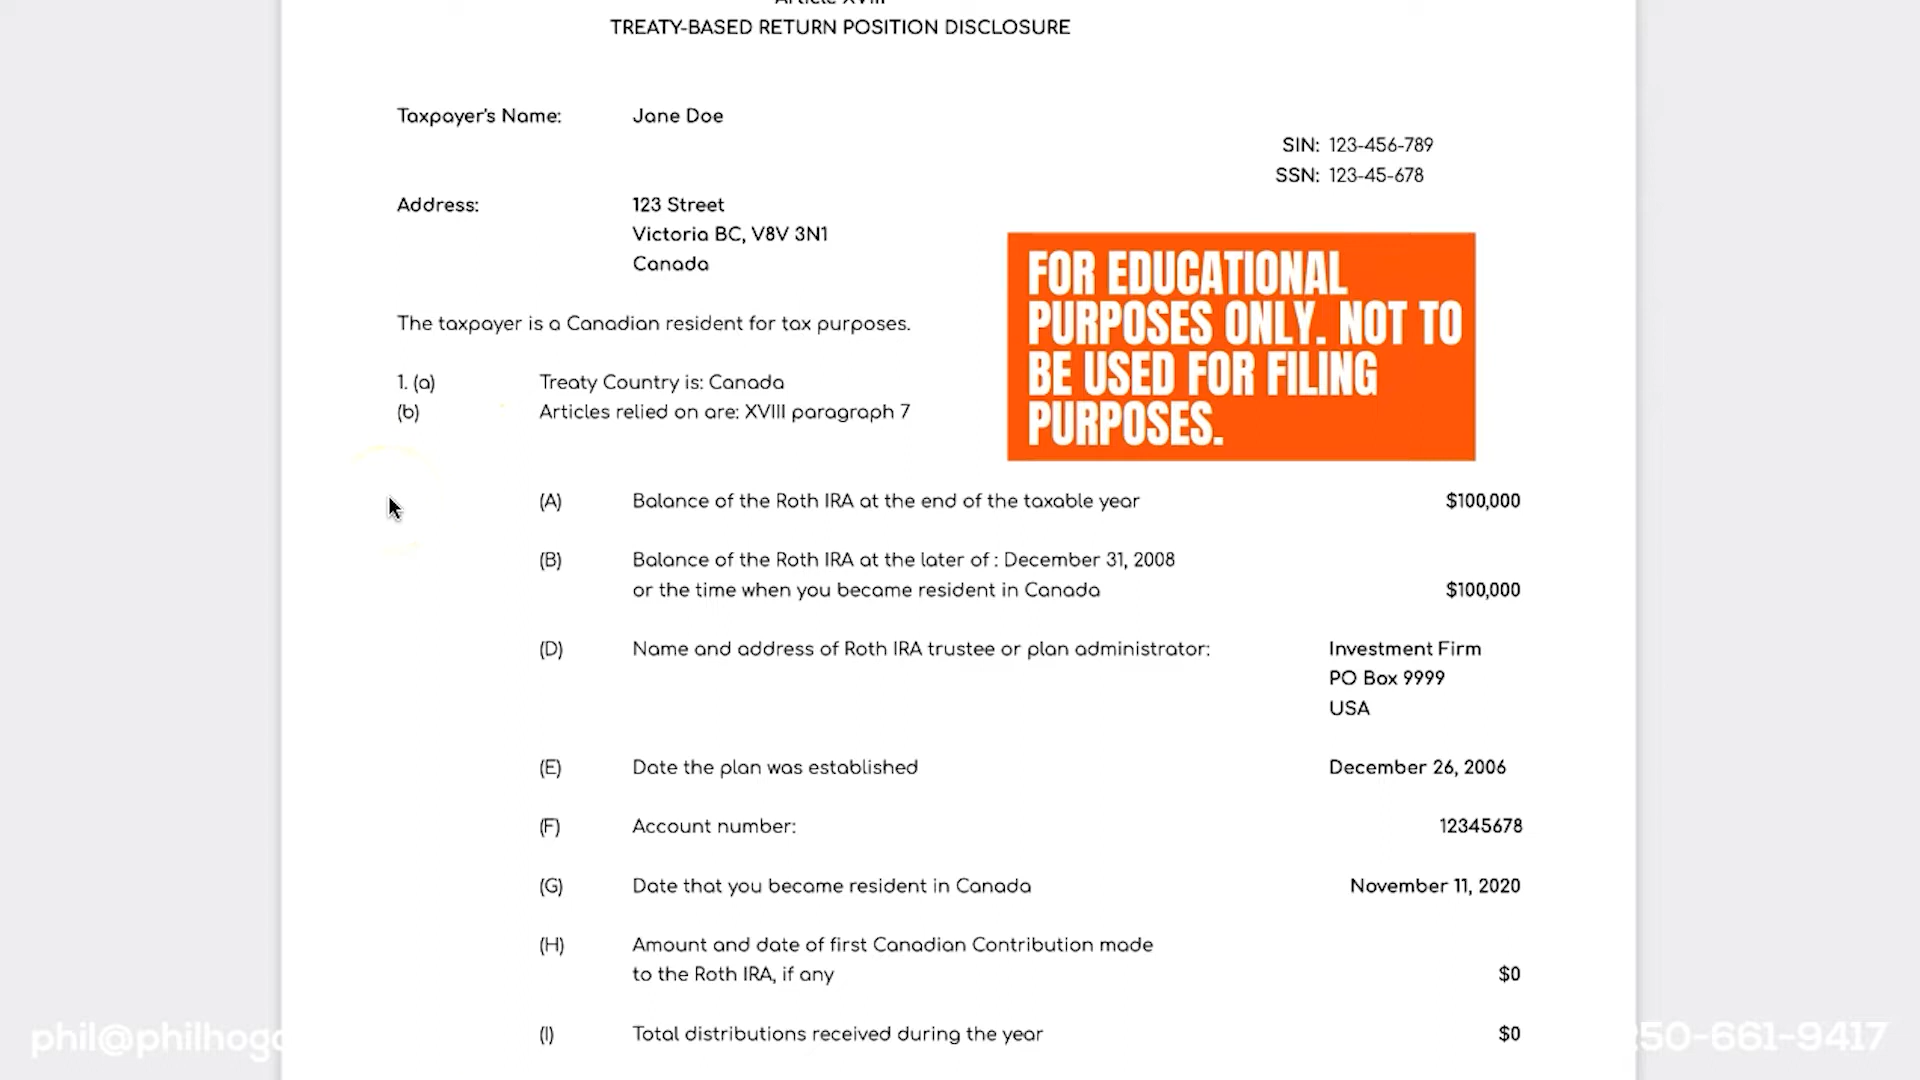 Article XVIII
TREATY-BASED RETURN POSITION DISCLOSURE
Taxpayer's Name: Jane Doe
SIN: 123-456-789
SSN: 123-45-678
Address: 123 Street
Victoria BC, V8V 3N1
Canada
FOR EDUCATIONAL
PURPOSES ONLY. NOT TO
BE USED FOR FILING
PURPOSES.
The taxpayer is a Canadian resident for tax purposes.
1. (a) Treaty Country is: Canada
(b) Articles relied on are: XVIII paragraph 7
(A) Balance of the Roth IRA at the end of the taxable year $100,000
(B) Balance of the Roth IRA at the later of : December 31, 2008
or the time when you became resident in Canada $100,000
(D) Name and address of Roth IRA trustee or plan administrator: Investment Firm
PO Box 9999
USA
(E) Date the plan was established December 26, 2006
(F) Account number: 12345678
(G) Date that you became resident in Canada November 11, 2020
(H) Amount and date of first Canadian Contribution made
to the Roth IRA, if any $0
(I) Total distributions received during the year $0
phil@philhoga 250-661-9417